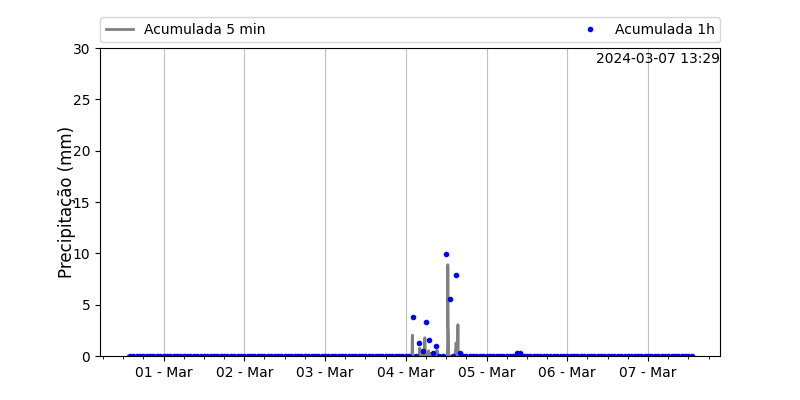 Acumulada 5 min
Acumulada 1h
2024-03-07 13:29
Precipitação (mm)
30
25
20
15
10
5
0
01 - Mar
02 - Mar
03 - Mar
04 - Mar
05 - Mar
06 - Mar
07 - Mar